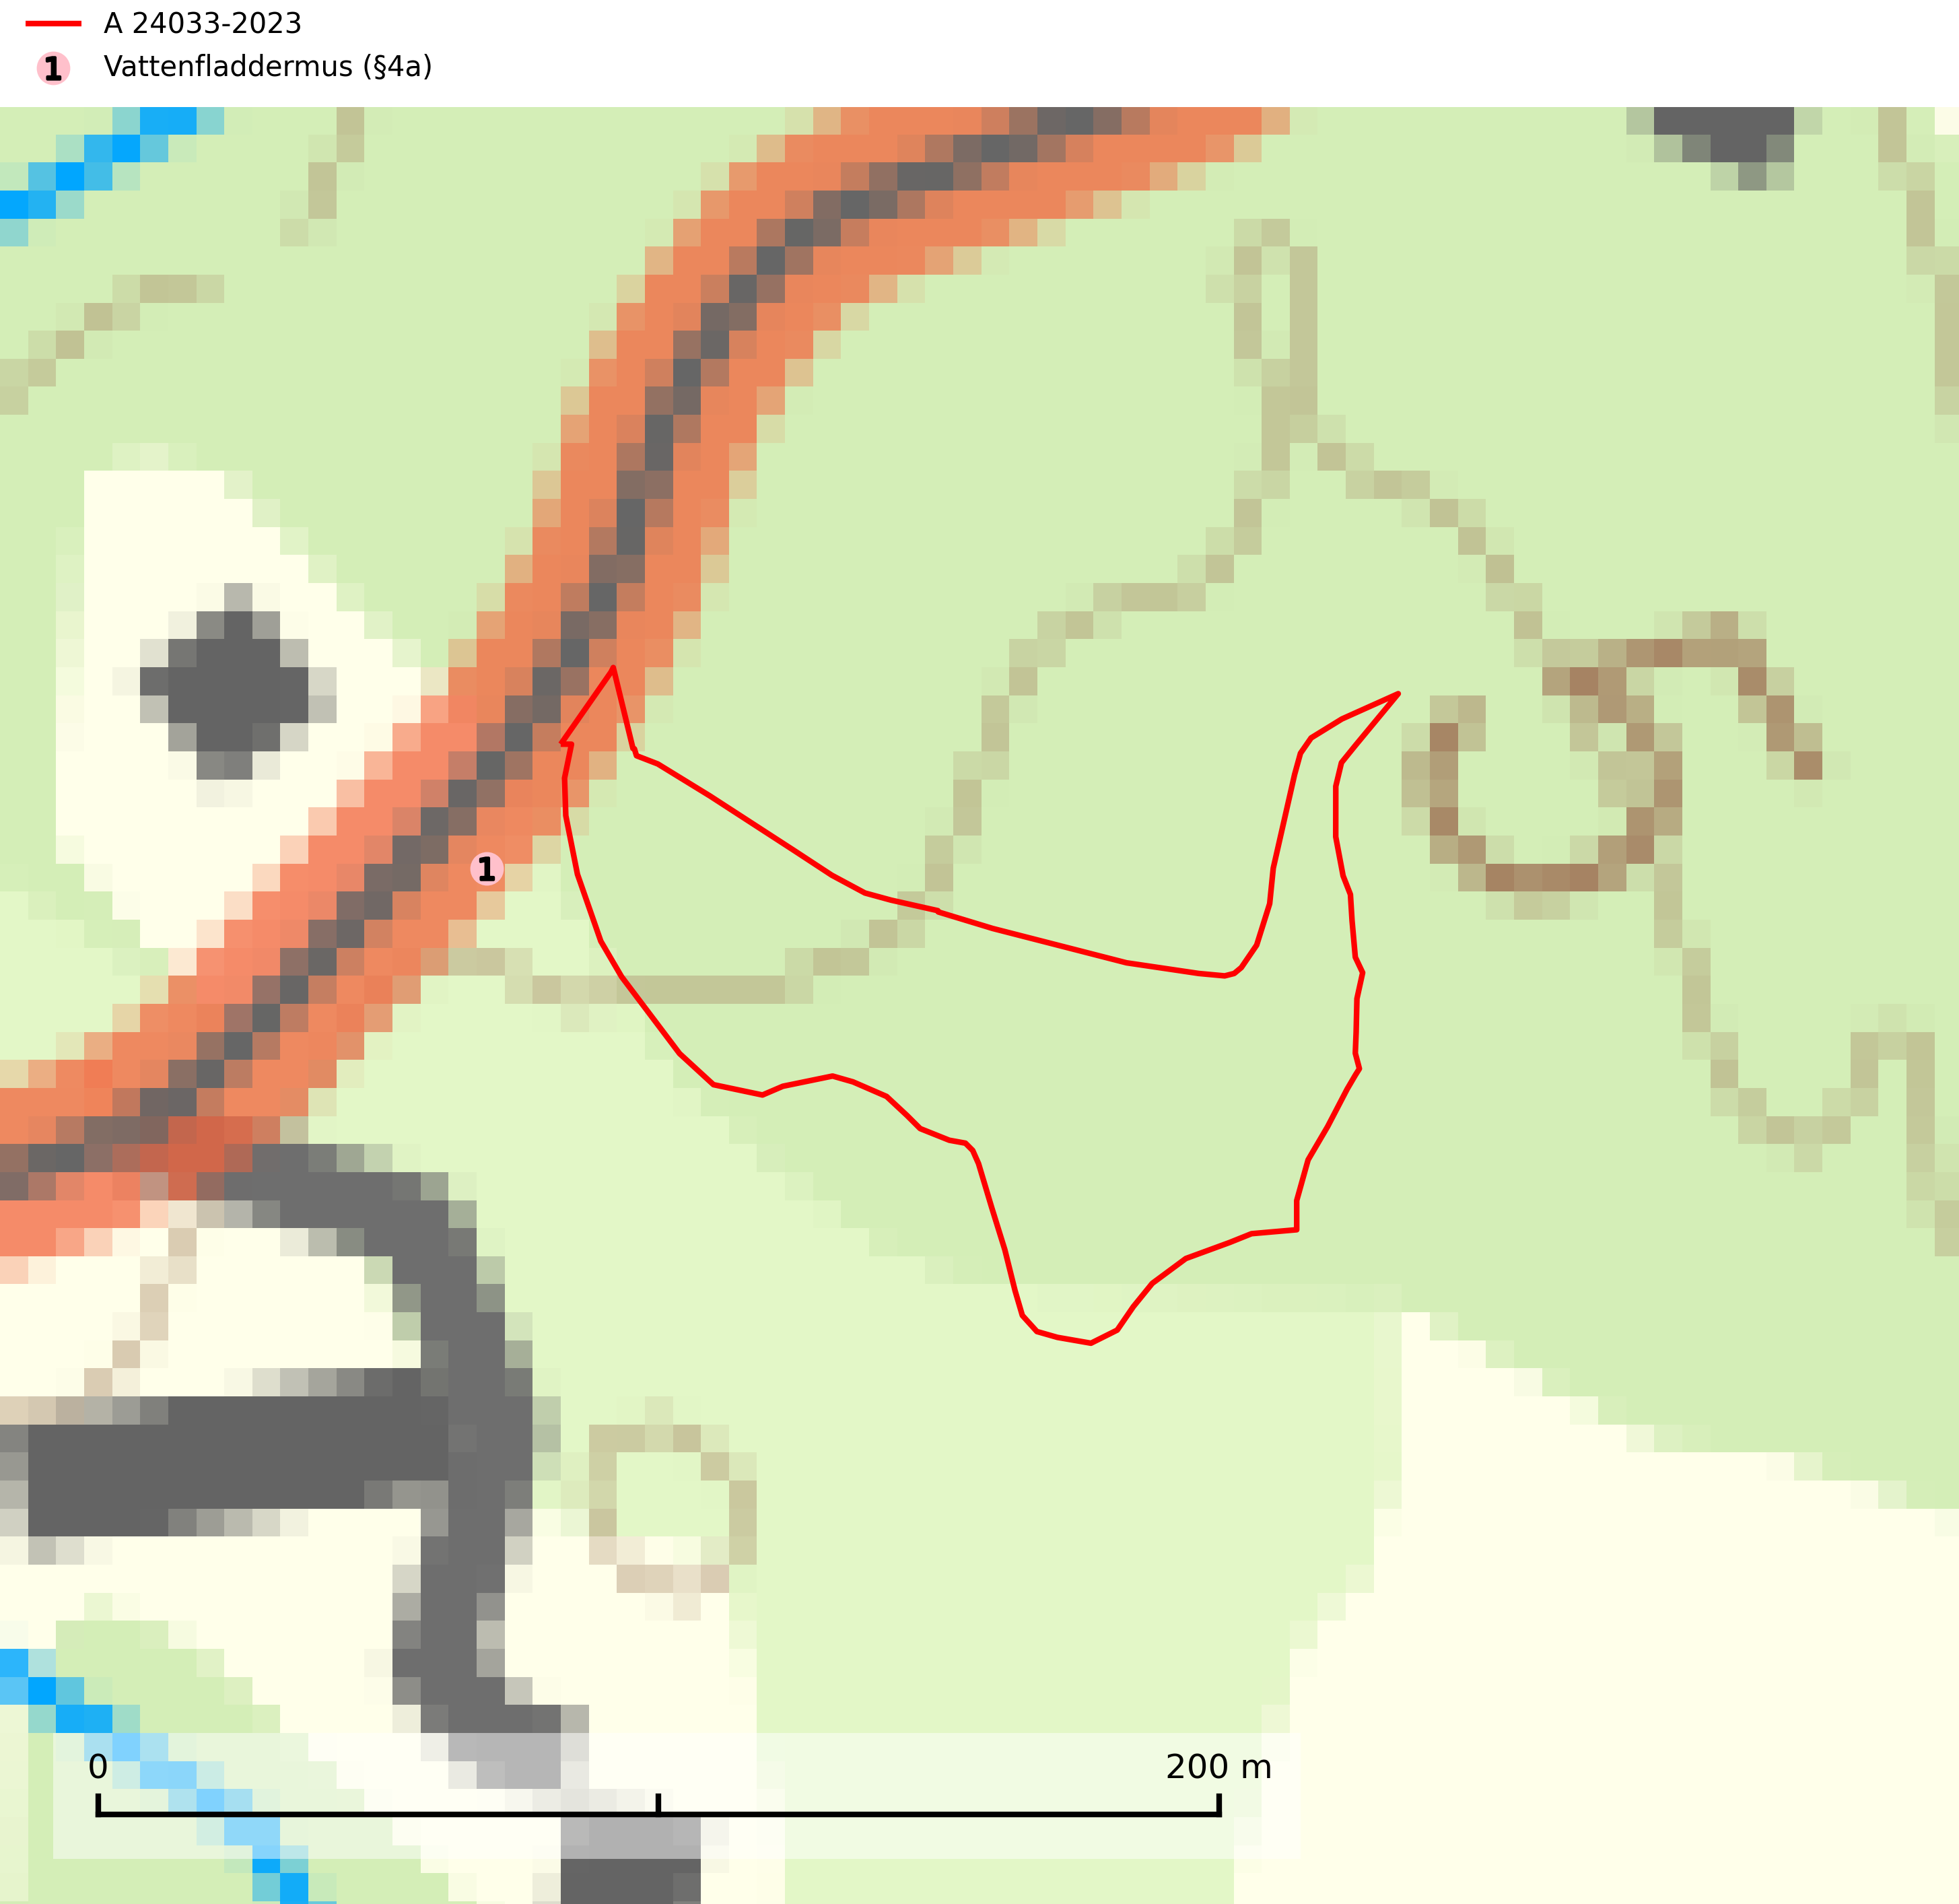 A 24033-2023
1 Vattenfladdermus (§4a)
1
0 200 m